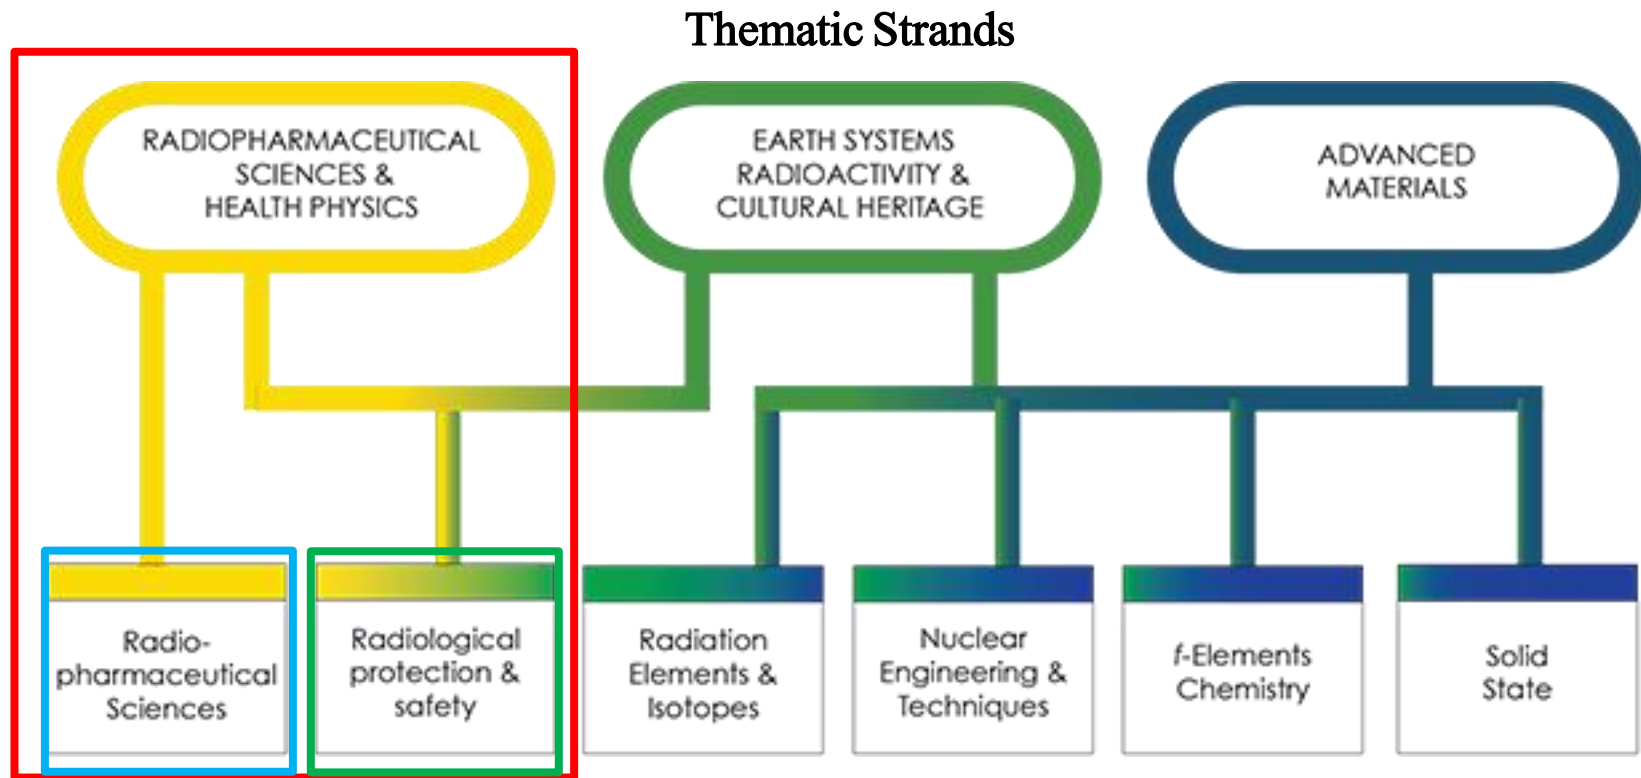 Thematic Strands
RADIOPHARMACEUTICAL
SCIENCES &
HEALTH PHYSICS
EARTH SYSTEMS
RADIOACTIVITY &
CULTURAL HERITAGE
ADVANCED
MATERIALS
Radio-
pharmaceutical
Sciences
Radiological
protection &
safety
Radiation
Elements &
Isotopes
Nuclear
Engineering &
Techniques
f-Elements
Chemistry
Solid
State